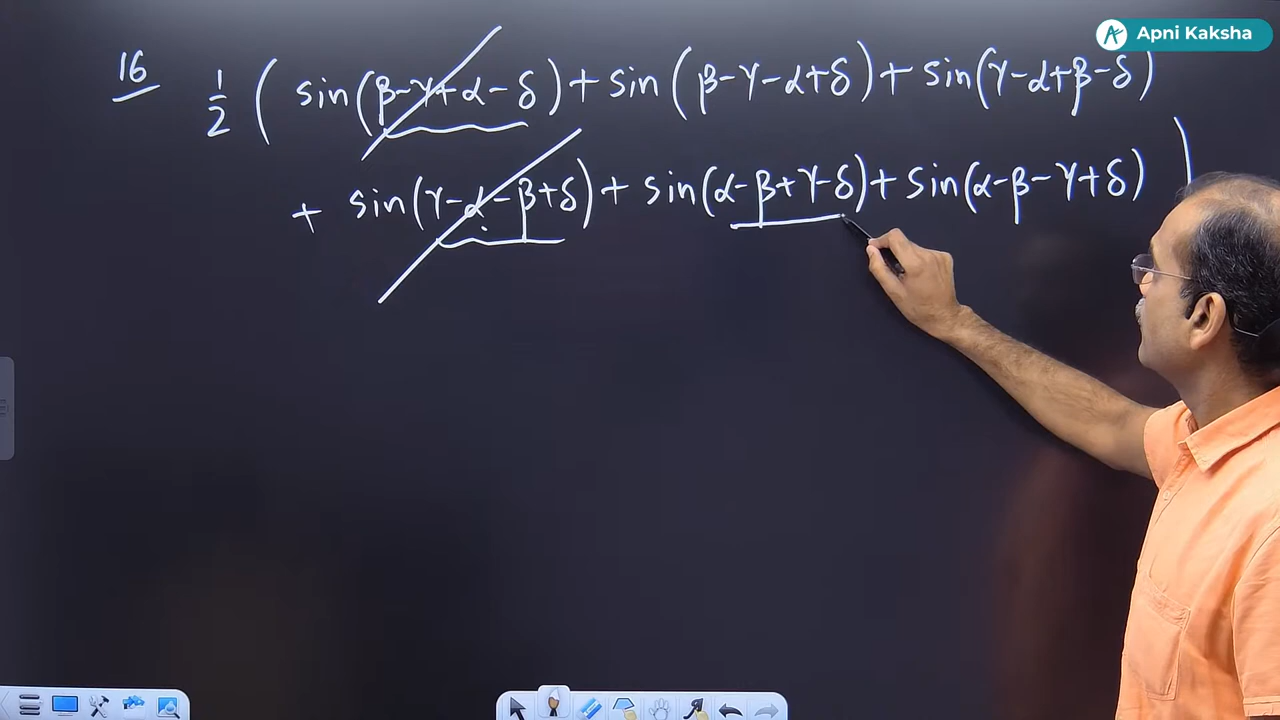 Apni Kaksha
16
1/2 ( sin(β-γ+α-δ) + sin(β-γ-α+δ) + sin(γ-α+β-δ)
+ sin(γ-α-β+δ) + sin(α-β+γ-δ) + sin(α-β-γ+δ) )